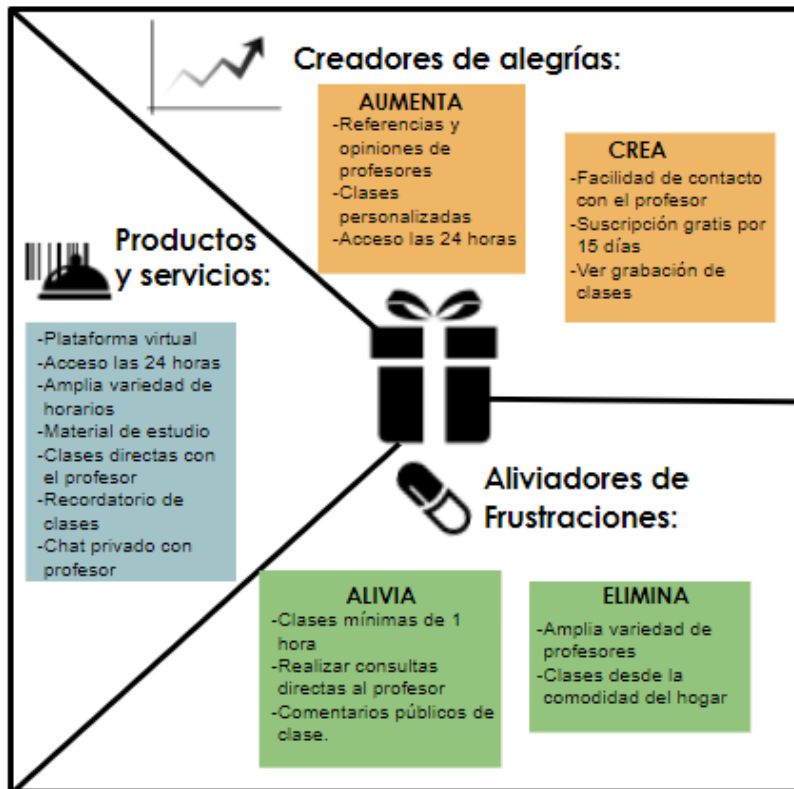 Creadores de alegrías:
AUMENTA
-Referencias y
opiniones de
profesores
-Clases
personalizadas
-Acceso las 24 horas
CREA
-Facilidad de contacto
con el profesor
-Suscripción gratis por
15 días
-Ver grabación de
clases
Productos
y servicios:
-Plataforma virtual
-Acceso las 24 horas
-Amplia variedad de
horarios
-Material de estudio
-Clases directas con
el profesor
-Recordatorio de
clases
-Chat privado con
profesor
Aliviadores de
Frustraciones:
ALIVIA
-Clases mínimas de 1
hora
-Realizar consultas
directas al profesor
-Comentarios públicos de
clase.
ELIMINA
-Amplia variedad de
profesores
-Clases desde la
comodidad del hogar